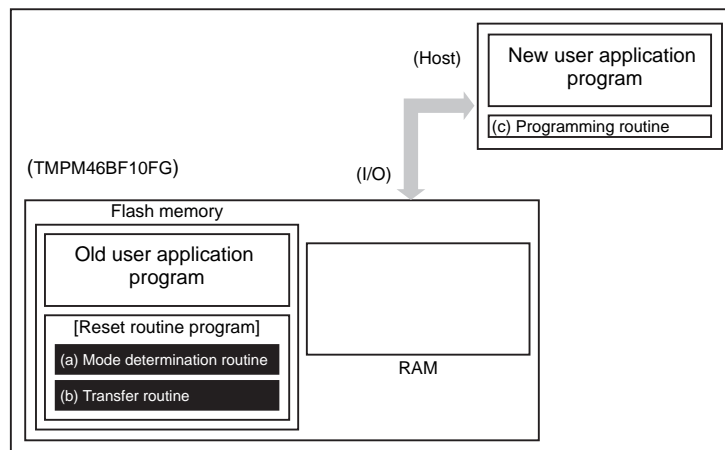 (Host)
New user application
program
(c) Programming routine
(TMPM46BF10FG)
(I/O)
Flash memory
Old user application
program
[Reset routine program]
(a) Mode determination routine
(b) Transfer routine
RAM